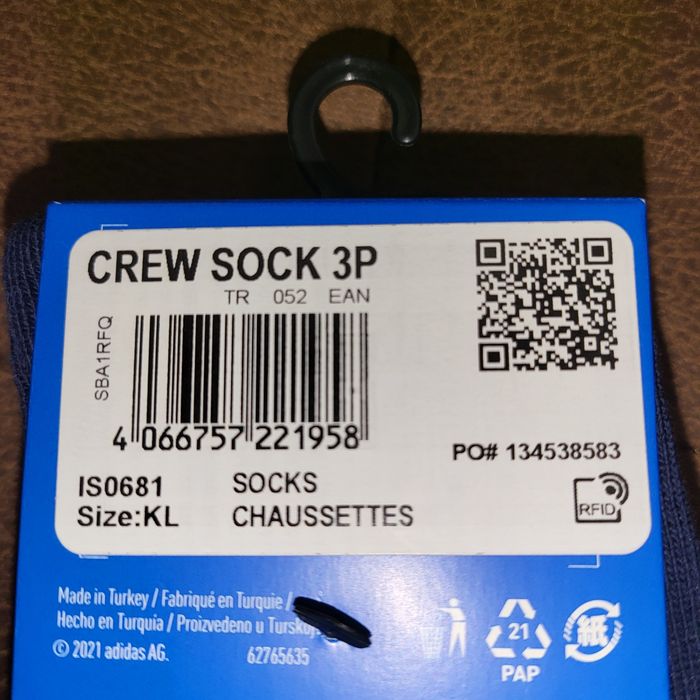 CREW SOCK 3P
TR 052 EAN
SBA1RFQ
4 066757 221958
PO# 134538583
IS0681 SOCKS
Size:KL CHAUSSETTES
RFID
Made in Turkey / Fabriqué en Turquie /
Hecho en Turquía / Proizvedeno u Turskoj
© 2021 adidas AG. 62765635
21
PAP
紙